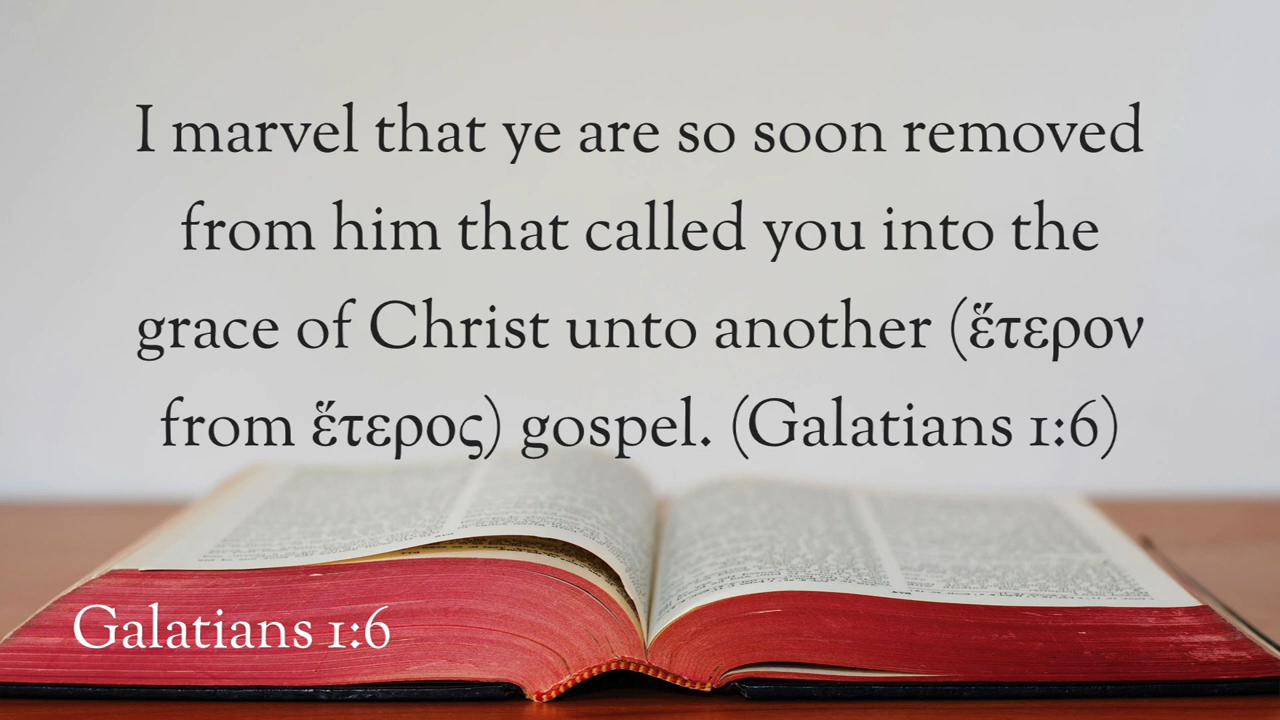 I marvel that ye are so soon removed
from him that called you into the
grace of Christ unto another (ἕτερον
from ἕτερος) gospel. (Galatians 1:6)
Galatians 1:6